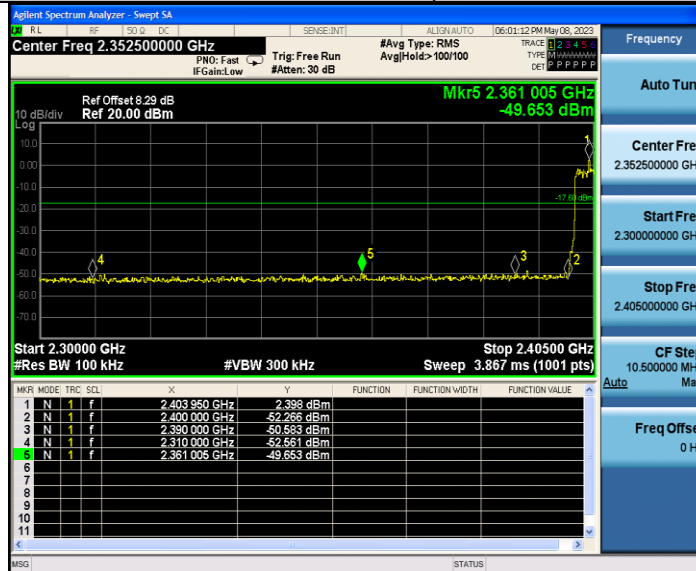 Agilent Spectrum Analyzer - Swept SA
RL RF 50 Ω DC SENSE:INT ALIGN AUTO 06:01:12 PM May 08, 2023
Center Freq 2.352500000 GHz
PNO: Fast
IFGain:Low
Trig: Free Run
#Atten: 30 dB
#Avg Type: RMS
Avg|Hold:>100/100
TRACE 1 2 3 4 5 6
TYPE M
DET P P P P P P
Frequency
Ref Offset 8.29 dB
10 dB/div Ref 20.00 dBm
Log
Mkr5 2.361 005 GHz
-49.653 dBm
10.0
0.00
-10.0
-20.0
-30.0
-40.0
-50.0
-60.0
-70.0
1
-17.60 dBm
4
5
3
2
Start 2.30000 GHz Stop 2.40500 GHz
#Res BW 100 kHz #VBW 300 kHz Sweep 3.867 ms (1001 pts)
MKR MODE TRC SCL X Y FUNCTION FUNCTION WIDTH FUNCTION VALUE
1 N 1 f 2.403 950 GHz 2.398 dBm
2 N 1 f 2.400 000 GHz -52.266 dBm
3 N 1 f 2.390 000 GHz -50.583 dBm
4 N 1 f 2.310 000 GHz -52.561 dBm
5 N 1 f 2.361 005 GHz -49.653 dBm
6
7
8
9
10
11
MSG STATUS
Auto Tun
Center Fre
2.352500000 GH
Start Fre
2.300000000 GH
Stop Fre
2.405000000 GH
CF Ste
10.500000 MH
Auto Ma
Freq Offse
0 H